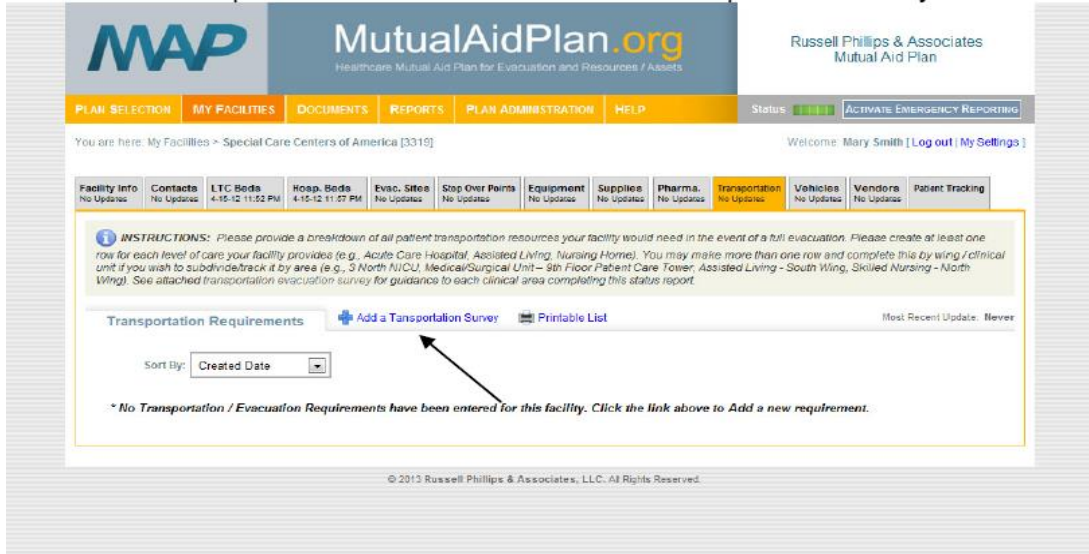 MAP
MutualAidPlan.org
Healthcare Mutual Aid Plan for Evacuation and Resources / Assets
Russell Phillips & Associates
Mutual Aid Plan
PLAN SELECTION MY FACILITIES DOCUMENTS REPORTS PLAN ADMINISTRATION HELP Status ACTIVATE EMERGENCY REPORTING
You are here: My Facilities > Special Care Centers of America [3319] Welcome: Mary Smith [ Log out | My Settings ]
Facility Info Contacts LTC Beds Hosp. Beds Evac. Sites Stop Over Points Equipment Supplies Pharma. Transportation Vehicles Vendors Patient Tracking
No Updates No Updates 4-15-12 11:52 PM 4-15-12 11:57 PM No Updates No Updates No Updates No Updates No Updates No Updates No Updates No Updates
INSTRUCTIONS: Please provide a breakdown of all patient transportation resources your facility would need in the event of a full evacuation. Please create at least one
row for each level of care your facility provides (e.g., Acute Care Hospital, Assisted Living, Nursing Home). You may make more than one row and complete this by wing / clinical
unit if you wish to subdivide/track it by area (e.g., 3 North NICU, Medical/Surgical Unit – 9th Floor Patient Care Tower, Assisted Living - South Wing, Skilled Nursing - North
Wing). See attached transportation evacuation survey for guidance to each clinical area completing this status report.
Transportation Requirements Add a Tansportation Survey Printable List Most Recent Update: Never
Sort By: Created Date
* No Transportation / Evacuation Requirements have been entered for this facility. Click the link above to Add a new requirement.
© 2013 Russell Phillips & Associates, LLC. All Rights Reserved.